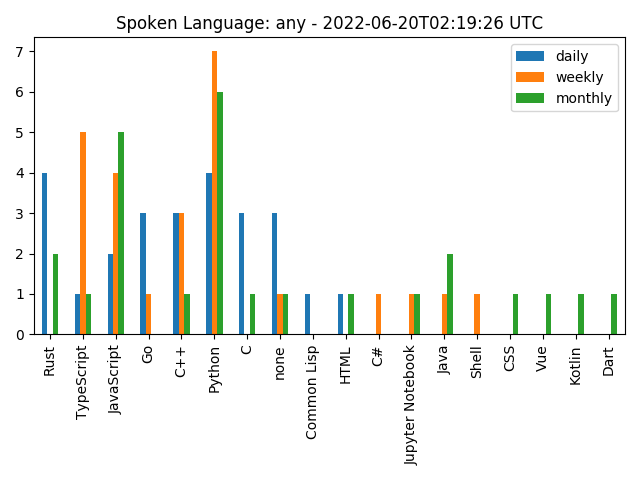 Spoken Language: any - 2022-06-20T02:19:26 UTC
daily
weekly
monthly
7
6
5
4
3
2
1
0
Rust
TypeScript
JavaScript
Go
C++
Python
C
none
Common Lisp
HTML
C#
Jupyter Notebook
Java
Shell
CSS
Vue
Kotlin
Dart